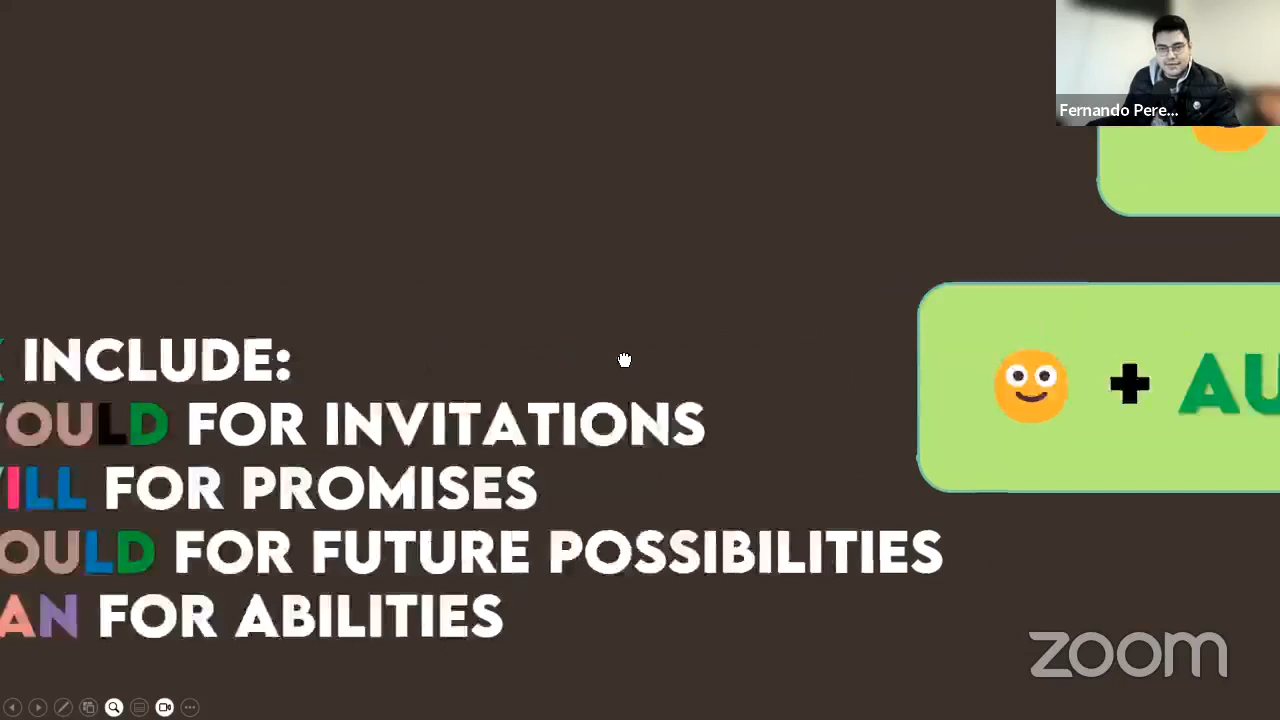 Fernando Pere...
INCLUDE:
OULD FOR INVITATIONS
ILL FOR PROMISES
OULD FOR FUTURE POSSIBILITIES
AN FOR ABILITIES
+ AU
zoom